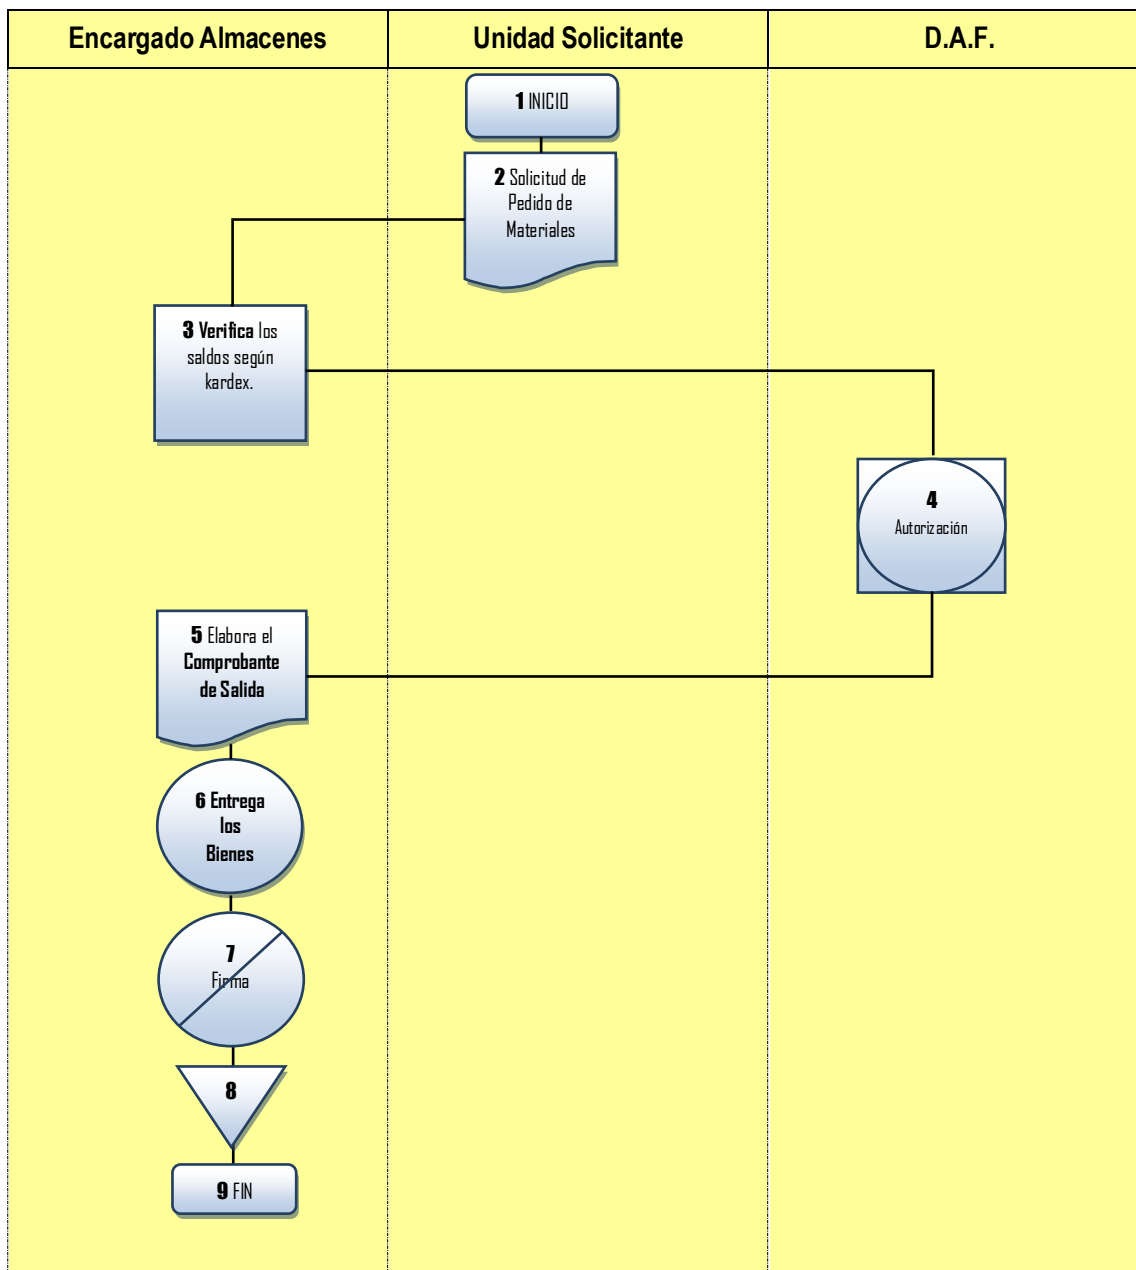 Encargado Almacenes
Unidad Solicitante
D.A.F.
1 INICIO
2 Solicitud de
Pedido de
Materiales
3 Verifica los
saldos según
kardex.
4
Autorización
5 Elabora el
Comprobante
de Salida
6 Entrega
los
Bienes
7
Firma
8
9 FIN